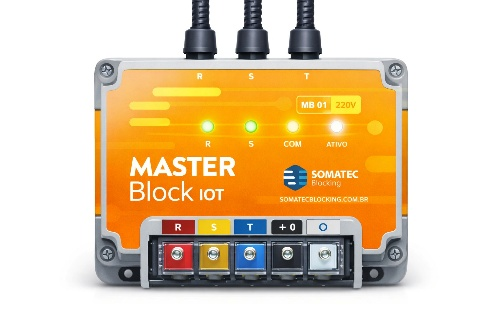 R S T
MB 01 220V
R S COM ATIVO
MASTER
Block IOT
SOMATEC
Blocking
SOMATECBLOCKING.COM.BR
R S T + 0 O